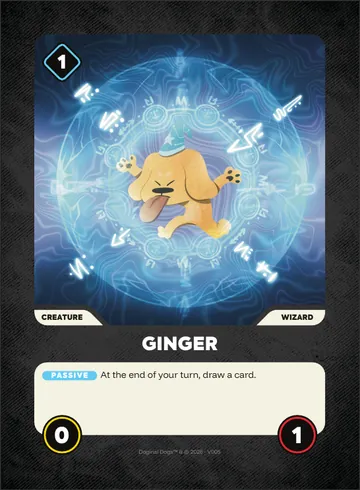 1
CREATURE
WIZARD
GINGER
PASSIVE At the end of your turn, draw a card.
0
1